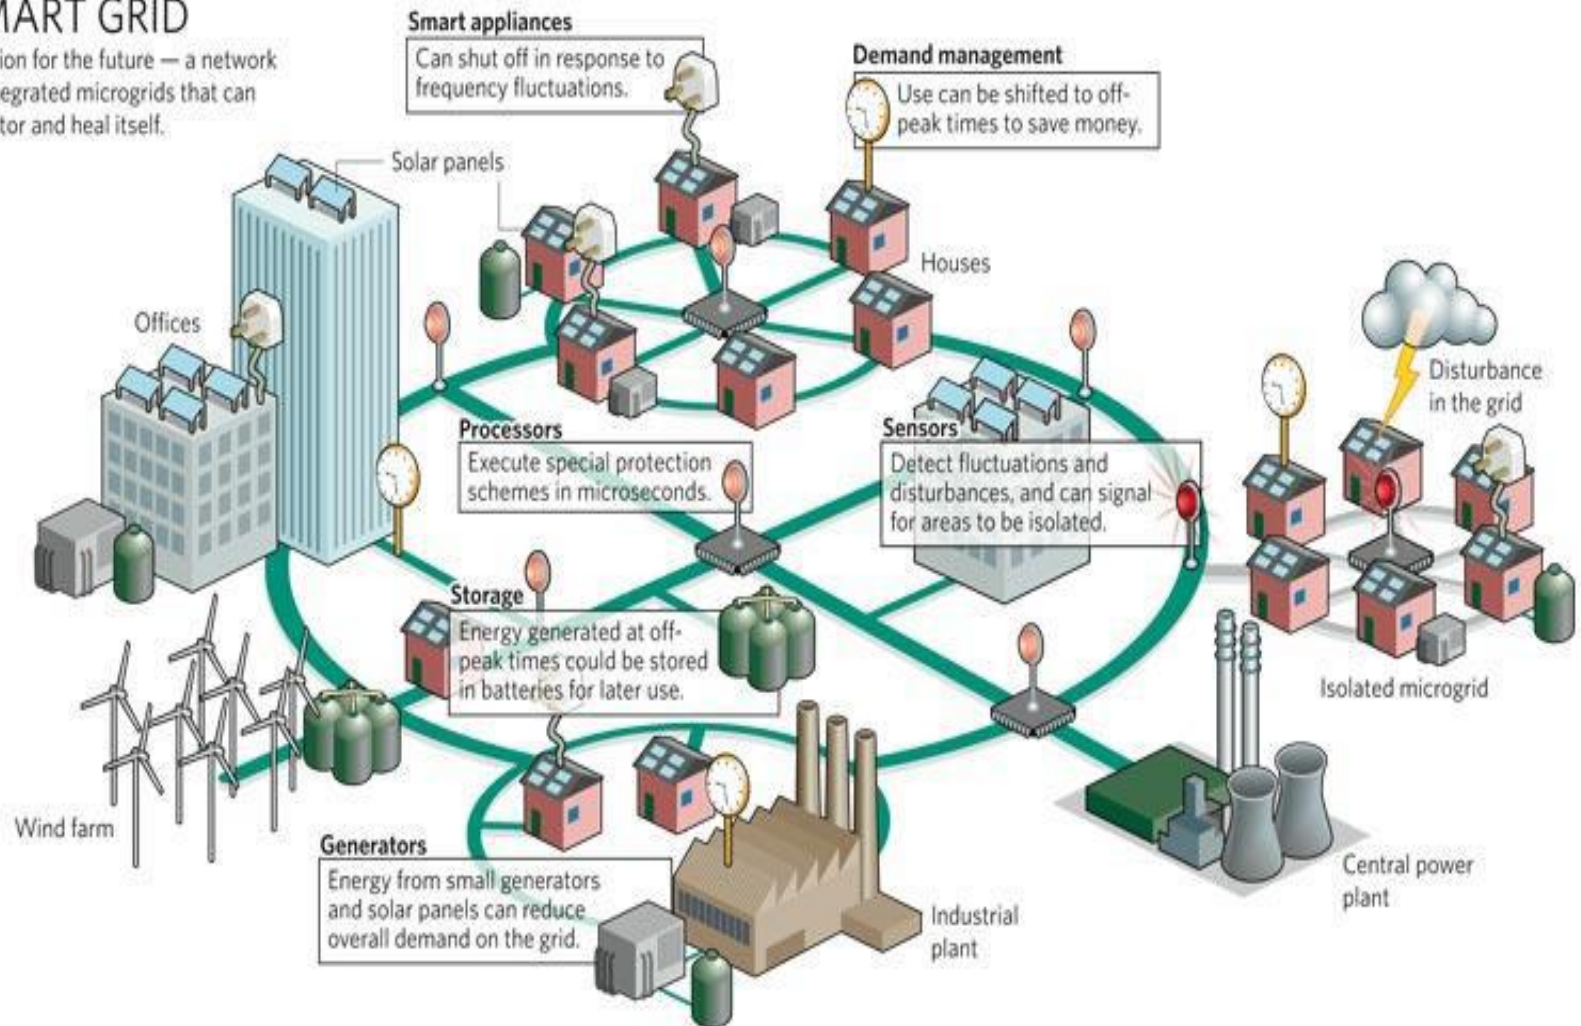 MART GRID
ion for the future — a network
egrated microgrids that can
tor and heal itself.
Smart appliances
Can shut off in response to
frequency fluctuations.
Demand management
Use can be shifted to off-
peak times to save money.
Solar panels
Houses
Offices
Disturbance
in the grid
Processors
Execute special protection
schemes in microseconds.
Sensors
Detect fluctuations and
disturbances, and can signal
for areas to be isolated.
Storage
Energy generated at off-
peak times could be stored
in batteries for later use.
Isolated microgrid
Wind farm
Generators
Energy from small generators
and solar panels can reduce
overall demand on the grid.
Industrial
plant
Central power
plant